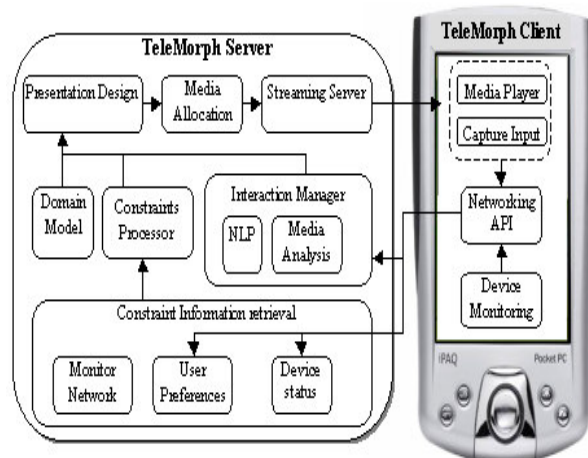 TeleMorph Server
Presentation Design
Media
Allocation
Streaming Server
Domain
Model
Constraints
Processor
Interaction Manager
NLP
Media
Analysis
Constraint Information retrieval
Monitor
Network
User
Preferences
Device
status
TeleMorph Client
Media Player
Capture Input
Networking
API
Device
Monitoring
iPAQ
Pocket PC